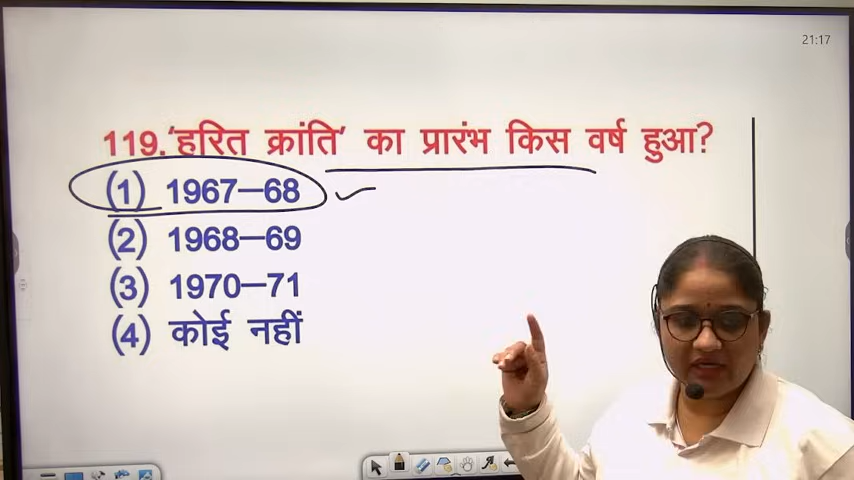 21:17
119.'हरित क्रांति' का प्रारंभ किस वर्ष हुआ?
(1) 1967–68
(2) 1968–69
(3) 1970–71
(4) कोई नहीं